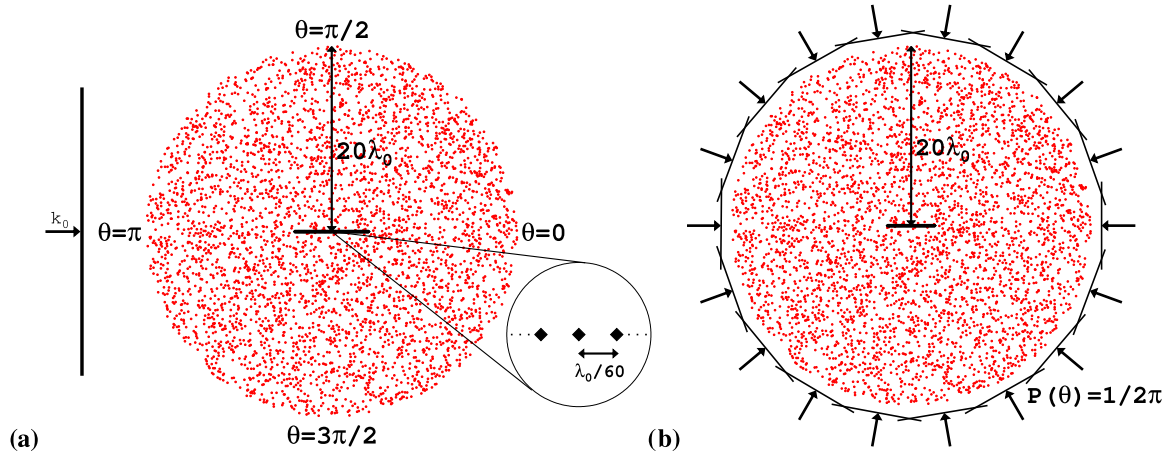 θ=π/2
20λ₀
k₀
θ=π
θ=0
λ₀/60
θ=3π/2
(a)
20λ₀
P(θ)=1/2π
(b)